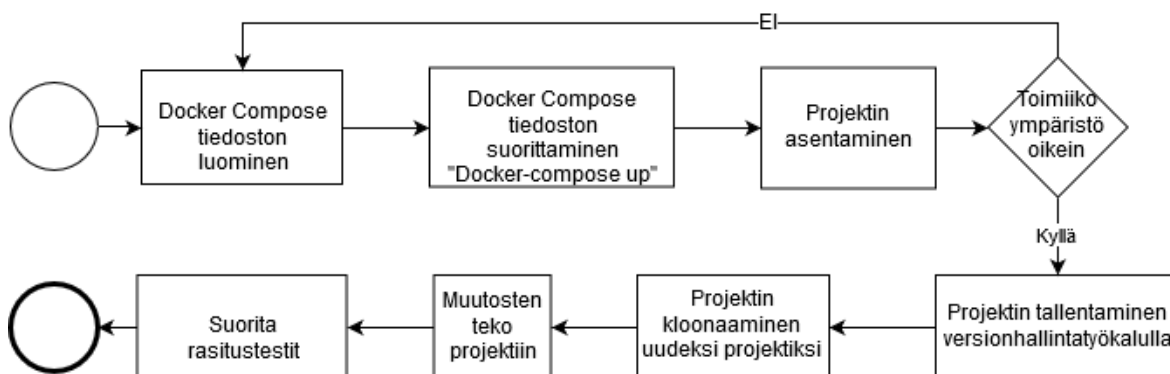 EI
Docker Compose
tiedoston
luominen
Docker Compose
tiedoston
suorittaminen
"Docker-compose up"
Projektin
asentaminen
Toimiiko
ympäristö
oikein
Kyllä
Projektin tallentaminen
versionhallintatyökalulla
Projektin
kloonaaminen
uudeksi projektiksi
Muutosten
teko
projektiin
Suorita
rasitustestit